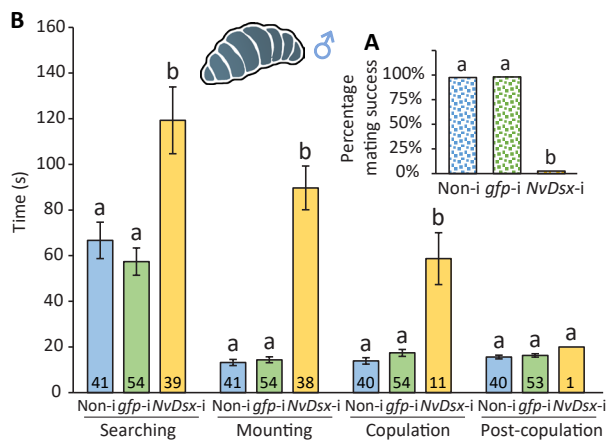 B
160
140
120
100
80
60
40
20
0
Time (s)
a
a
b
a
a
b
a
a
b
a
a
a
41
54
39
41
54
38
40
54
11
40
53
1
Non-i gfp-i NvDsx-i
Non-i gfp-i NvDsx-i
Non-i gfp-i NvDsx-i
Non-i gfp-i NvDsx-i
Searching
Mounting
Copulation
Post-copulation
♂
A
Percentage
mating success
100%
75%
50%
25%
0%
a
a
b
Non-i gfp-i NvDsx-i